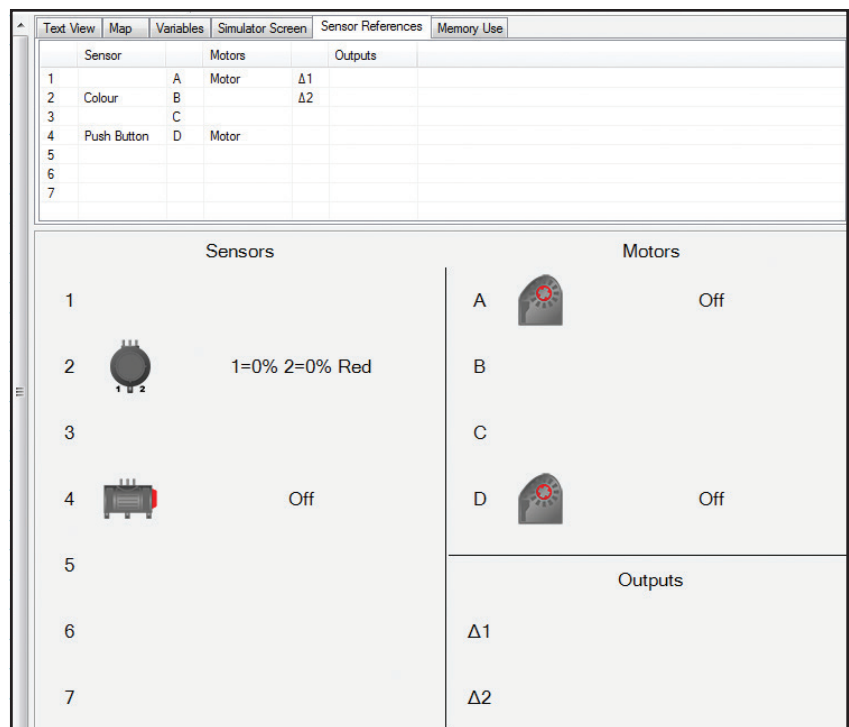 Text View Map Variables Simulator Screen Sensor References Memory Use
Sensor Motors Outputs
1 A Motor Δ1
2 Colour B Δ2
3 C
4 Push Button D Motor
5
6
7
Sensors Motors
1 A Off
2 1 2 1=0% 2=0% Red B
3 C
4 Off D Off
5
Outputs
6 Δ1
7 Δ2